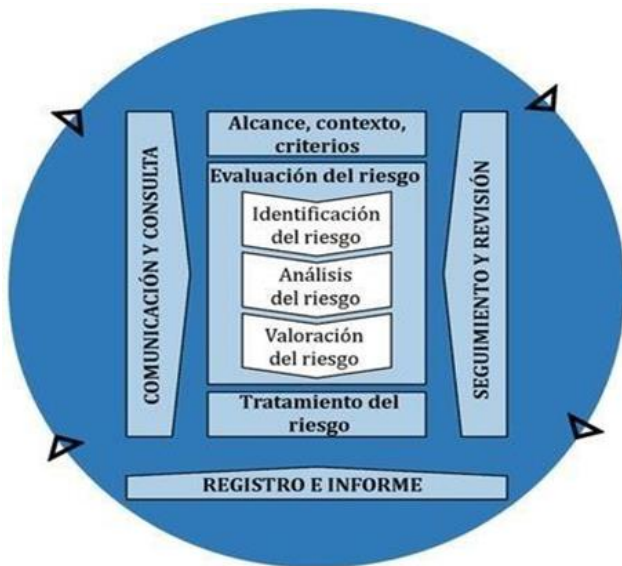 COMUNICACIÓN Y CONSULTA
Alcance, contexto,
criterios
Evaluación del riesgo
Identificación
del riesgo
Análisis
del riesgo
Valoración
del riesgo
Tratamiento del
riesgo
SEGUIMIENTO Y REVISIÓN
REGISTRO E INFORME